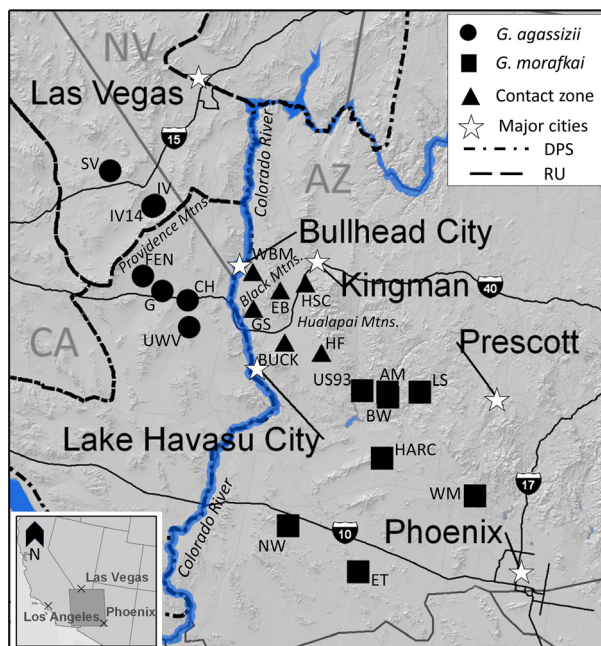 NV
Las Vegas
15
SV
IV
IV14
Providence Mtns.
FEN
G
CH
UWV
CA
Colorado River
AZ
Bullhead City
WBM
Black Mtns.
EB
HSC
Kingman
40
GS
Hualapai Mtns.
BUCK
HF
Prescott
US93
AM
LS
BW
Lake Havasu City
HARC
WM
17
Colorado River
Phoenix
NW
10
ET
G. agassizii
G. morafkai
Contact zone
Major cities
DPS
RU
N
Las Vegas
Los Angeles
Phoenix